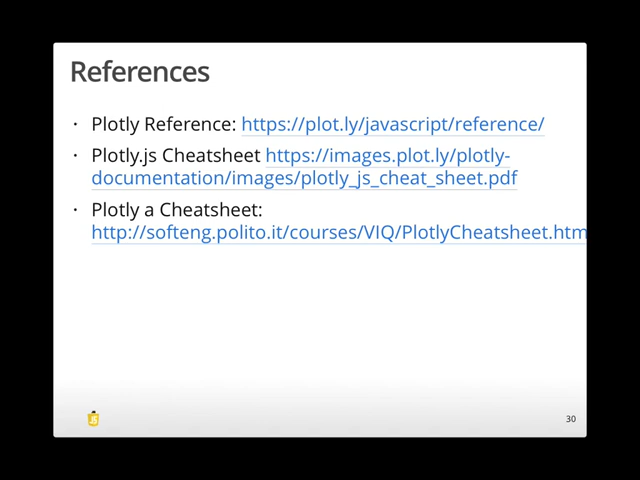 References
· Plotly Reference: https://plot.ly/javascript/reference/
· Plotly.js Cheatsheet https://images.plot.ly/plotly-
documentation/images/plotly_js_cheat_sheet.pdf
· Plotly a Cheatsheet:
http://softeng.polito.it/courses/VIQ/PlotlyCheatsheet.htm
JS
30